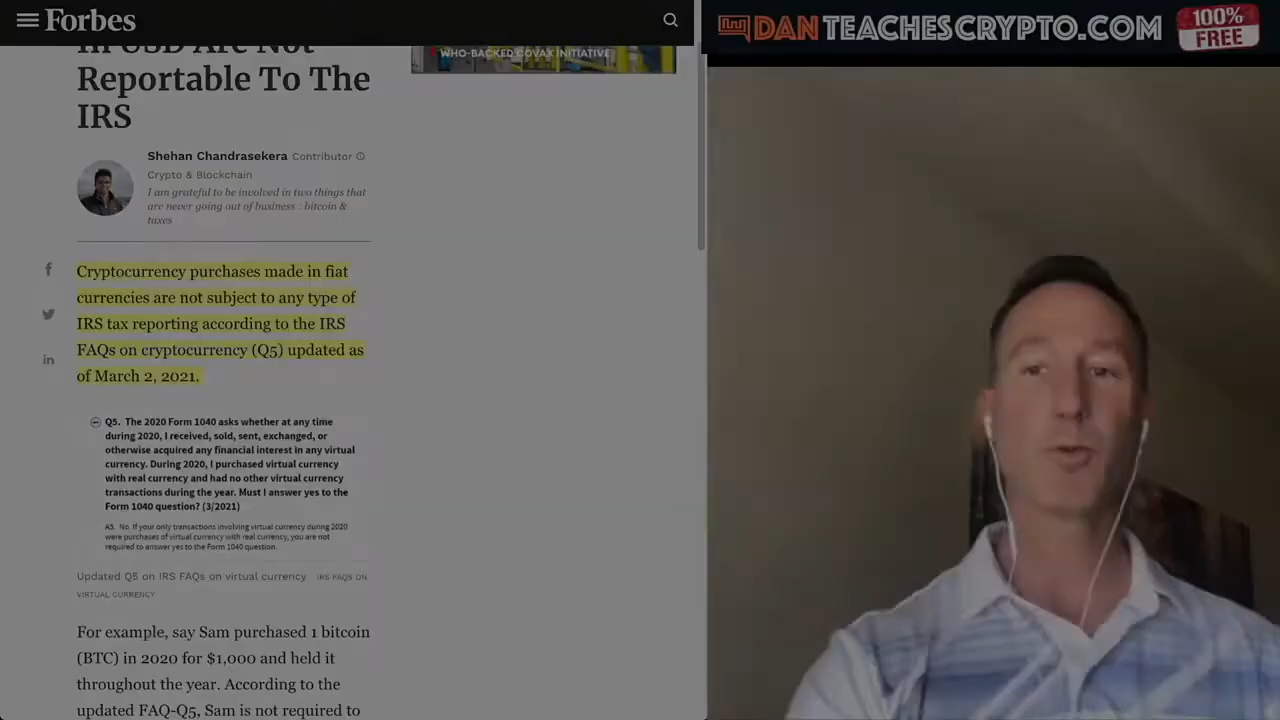 Forbes
In USD Are Not
Reportable To The
IRS
Shehan Chandrasekera Contributor
Crypto & Blockchain
I am grateful to be involved in two things that
are never going out of business : bitcoin &
taxes
WHO-BACKED COVAX INITIATIVE
DANTEACHESCRYPTO.COM
100%
FREE
Cryptocurrency purchases made in fiat
currencies are not subject to any type of
IRS tax reporting according to the IRS
FAQs on cryptocurrency (Q5) updated as
of March 2, 2021.
Q5. The 2020 Form 1040 asks whether at any time
during 2020, I received, sold, sent, exchanged, or
otherwise acquired any financial interest in any virtual
currency. During 2020, I purchased virtual currency
with real currency and had no other virtual currency
transactions during the year. Must I answer yes to the
Form 1040 question? (3/2021)
A5. No. If your only transactions involving virtual currency during 2020
were purchases of virtual currency with real currency, you are not
required to answer yes to the Form 1040 question.
Updated Q5 on IRS FAQs on virtual currency IRS FAQS ON
VIRTUAL CURRENCY
For example, say Sam purchased 1 bitcoin
(BTC) in 2020 for $1,000 and held it
throughout the year. According to the
updated FAQ-Q5, Sam is not required to